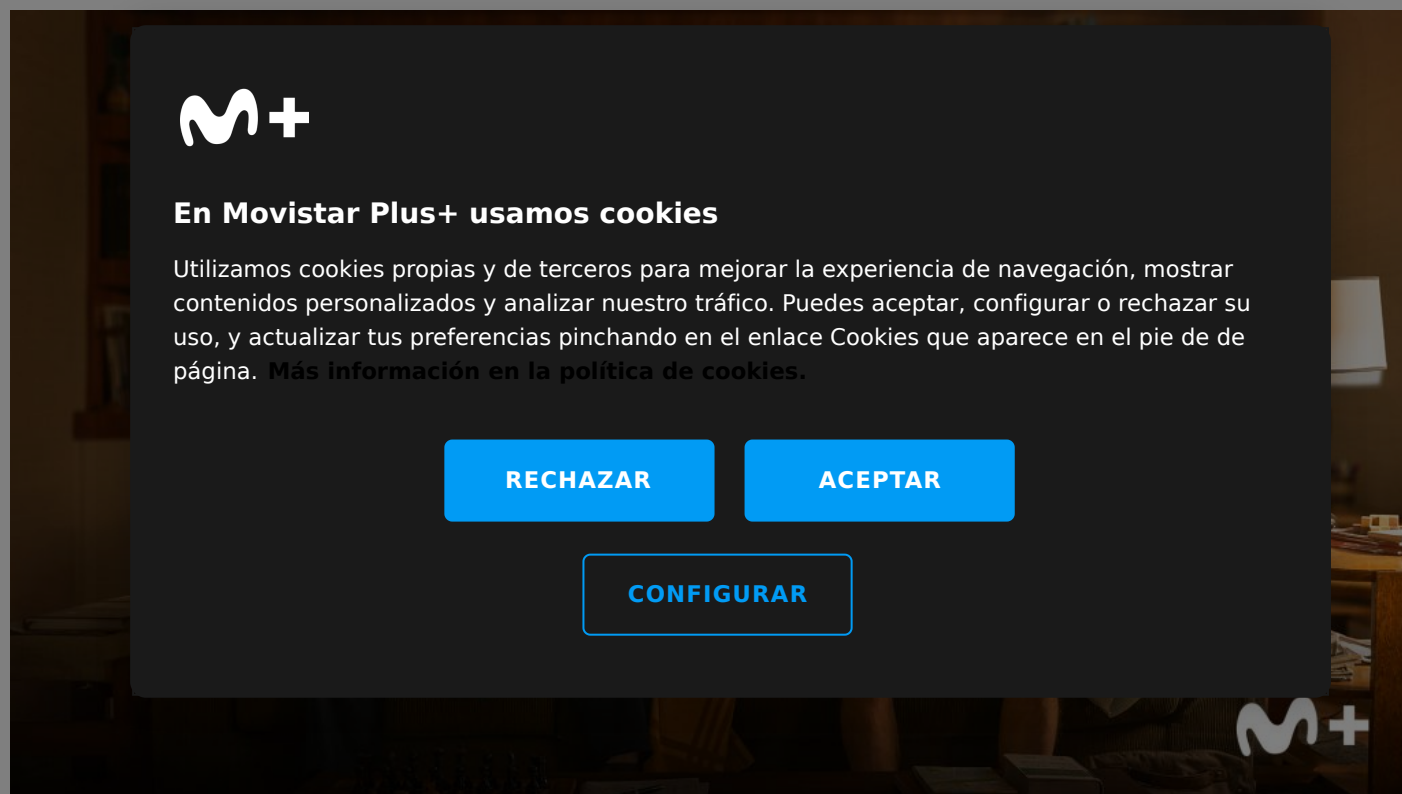 M+
En Movistar Plus+ usamos cookies
Utilizamos cookies propias y de terceros para mejorar la experiencia de navegación, mostrar
contenidos personalizados y analizar nuestro tráfico. Puedes aceptar, configurar o rechazar su
uso, y actualizar tus preferencias pinchando en el enlace Cookies que aparece en el pie de de
página. Más información en la política de cookies.
RECHAZAR
ACEPTAR
CONFIGURAR
M+